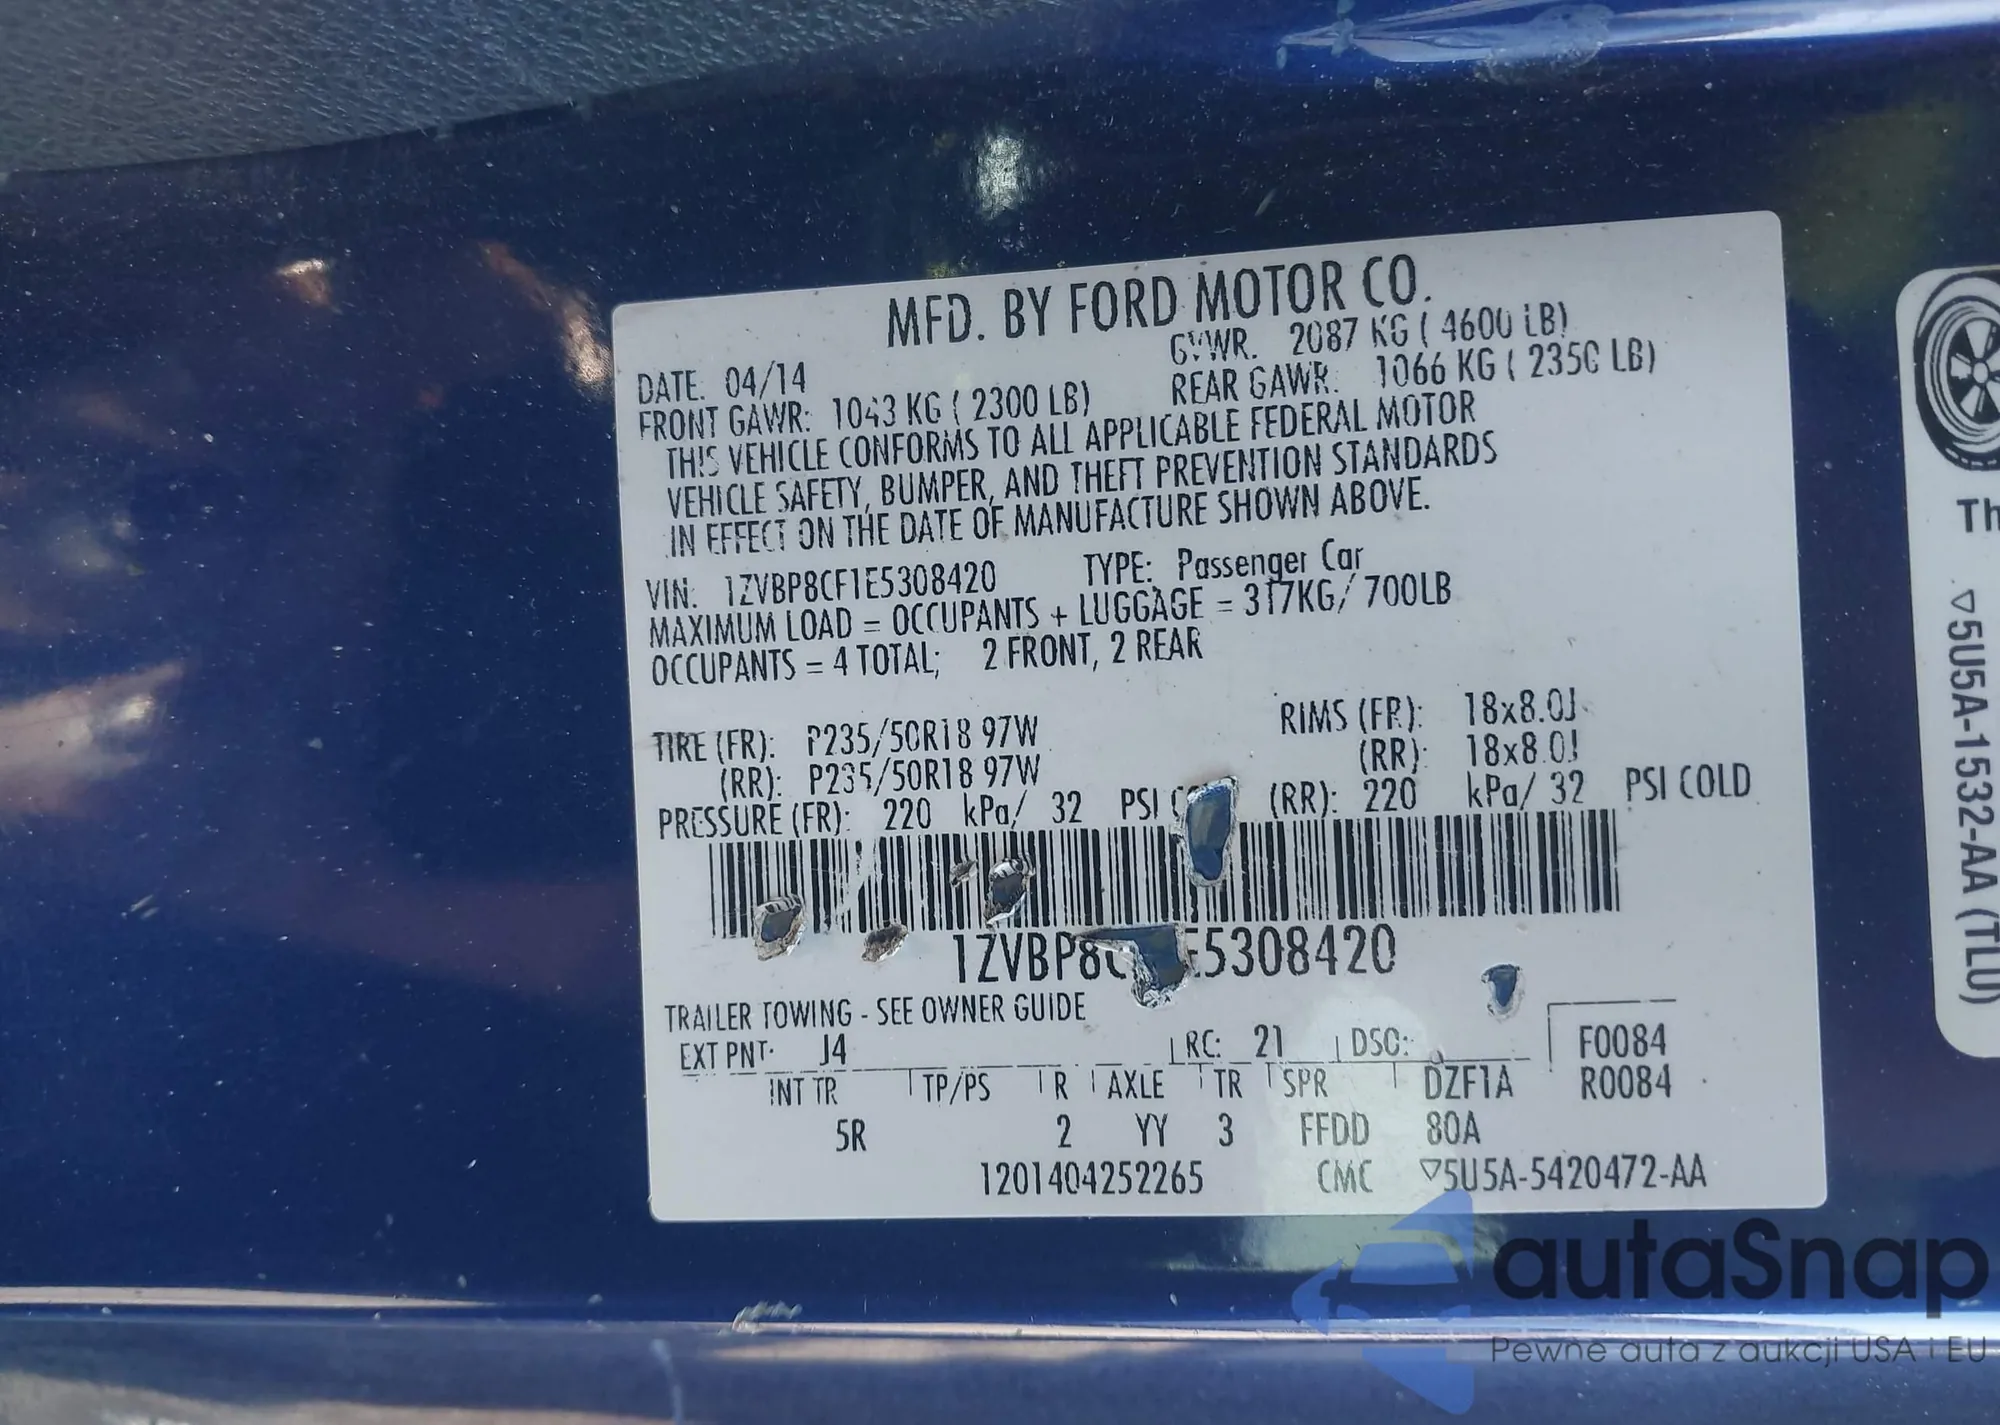 MFD. BY FORD MOTOR CO.
DATE: 04/14 GVWR: 2087 KG ( 4600 LB)
FRONT GAWR: 1043 KG ( 2300 LB) REAR GAWR: 1066 KG ( 2350 LB)
THIS VEHICLE CONFORMS TO ALL APPLICABLE FEDERAL MOTOR
VEHICLE SAFETY, BUMPER, AND THEFT PREVENTION STANDARDS
IN EFFECT ON THE DATE OF MANUFACTURE SHOWN ABOVE.
VIN: 1ZVBP8CF1E5308420 TYPE: Passenger Car
MAXIMUM LOAD = OCCUPANTS + LUGGAGE = 317KG/ 700LB
OCCUPANTS = 4 TOTAL; 2 FRONT, 2 REAR
TIRE (FR): P235/50R18 97W RIMS (FR): 18x8.0J
(RR): P235/50R18 97W (RR): 18x8.0J
PRESSURE (FR): 220 kPa/ 32 PSI (RR): 220 kPa/ 32 PSI COLD
1ZVBP8C E5308420
TRAILER TOWING - SEE OWNER GUIDE
EXT PNT: J4 RC: 21 DSO: F0084
INT TR TP/PS R AXLE TR SPR DZF1A R0084
5R 2 YY 3 FFDD 80A
1201404252265 CMC ▽5U5A-5420472-AA
Th
▽5U5A-1532-AA (TLU)
autaSnap
Pewne auta z aukcji USA i EU